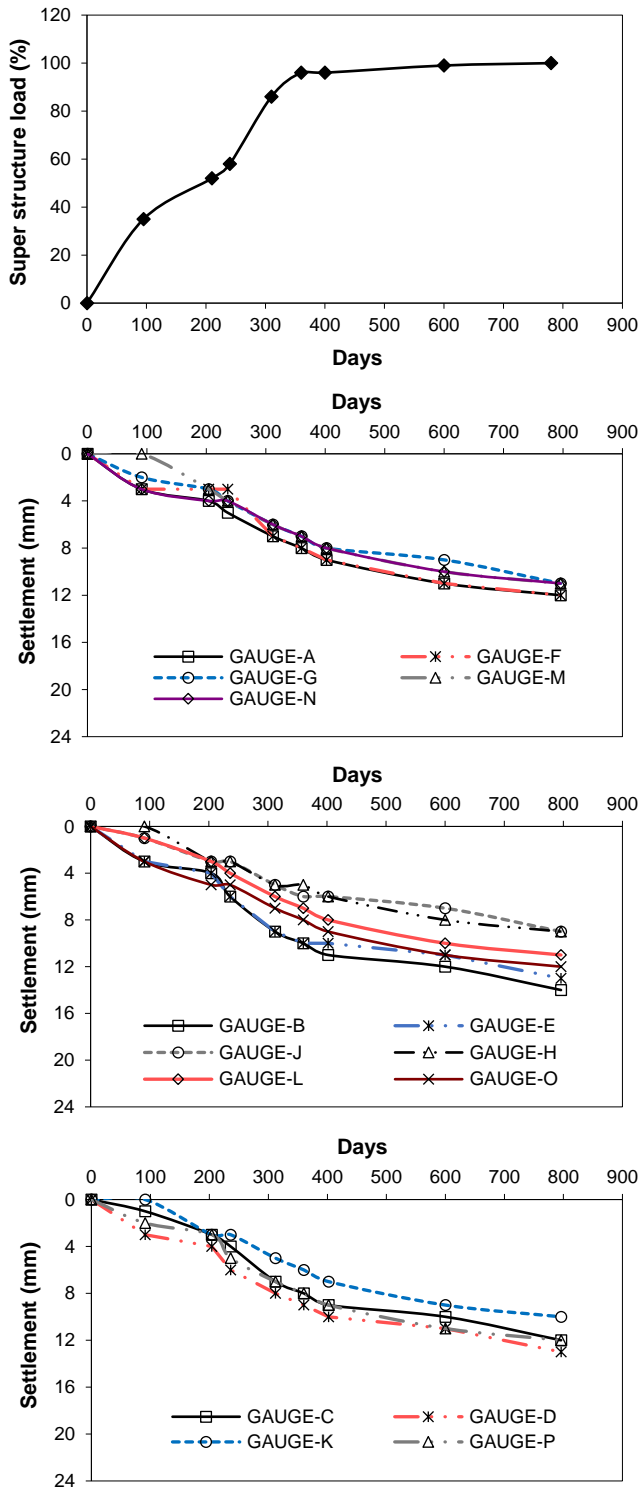 120
100
80
60
40
20
0
Super structure load (%)
0 100 200 300 400 500 600 700 800 900
Days
Days
0 100 200 300 400 500 600 700 800 900
0
4
8
12
16
20
24
Settlement (mm)
GAUGE-A GAUGE-F
GAUGE-G GAUGE-M
GAUGE-N
Days
0 100 200 300 400 500 600 700 800 900
0
4
8
12
16
20
24
Settlement (mm)
GAUGE-B GAUGE-E
GAUGE-J GAUGE-H
GAUGE-L GAUGE-O
Days
0 100 200 300 400 500 600 700 800 900
0
4
8
12
16
20
24
Settlement (mm)
GAUGE-C GAUGE-D
GAUGE-K GAUGE-P